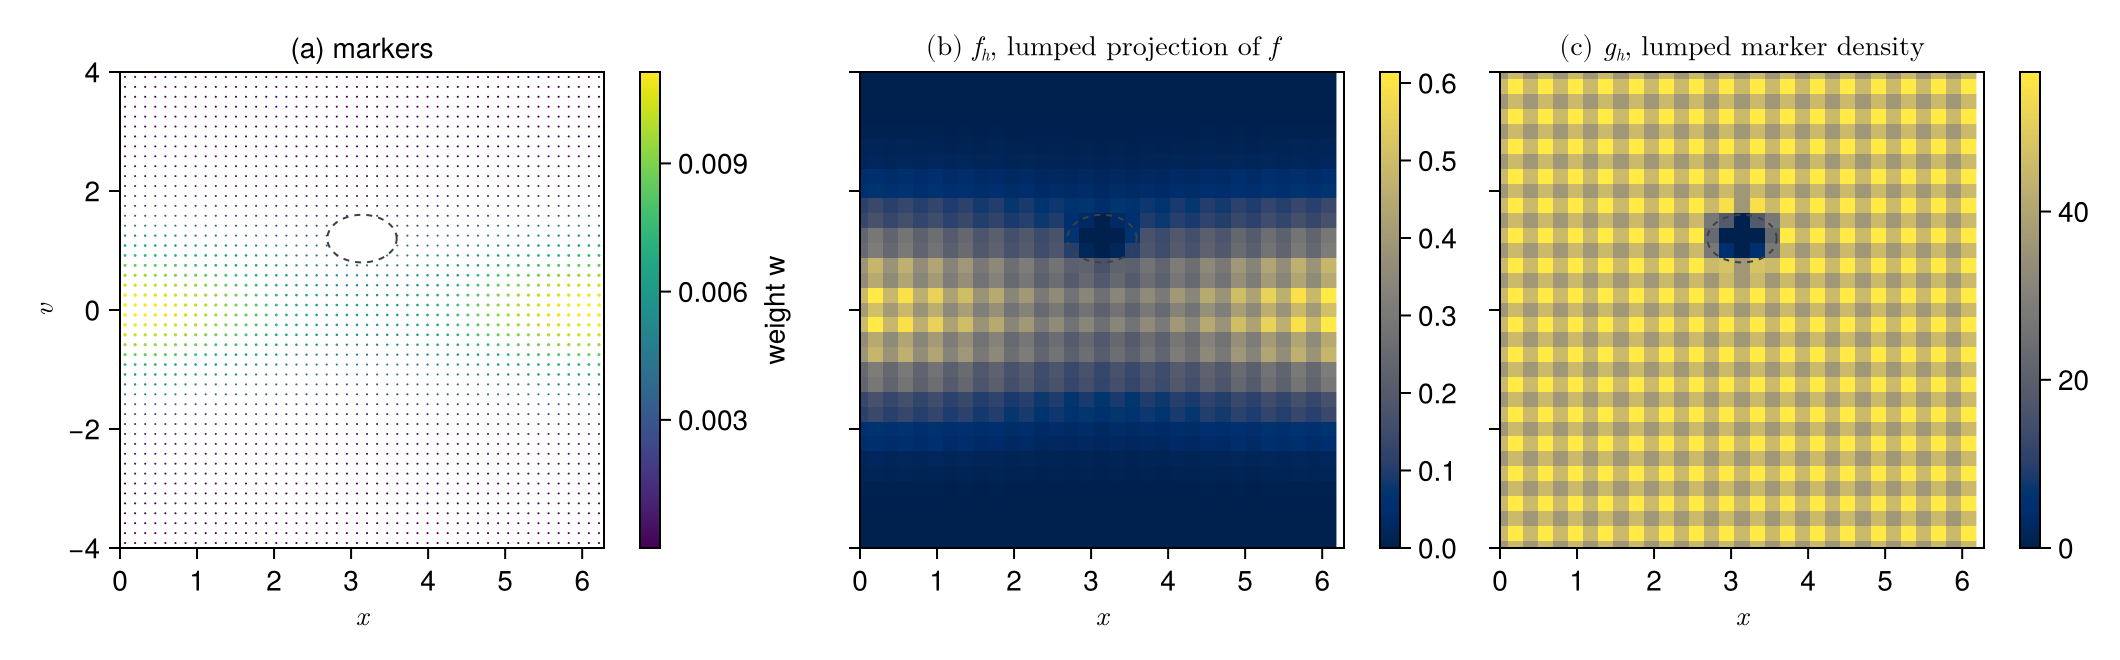 (a) markers
4
2
0
−2
−4
v
0 1 2 3 4 5 6
x
0.009
0.006
0.003
weight w
(b) fh, lumped projection of f
0 1 2 3 4 5 6
x
0.6
0.5
0.4
0.3
0.2
0.1
0.0
(c) gh, lumped marker density
0 1 2 3 4 5 6
x
40
20
0